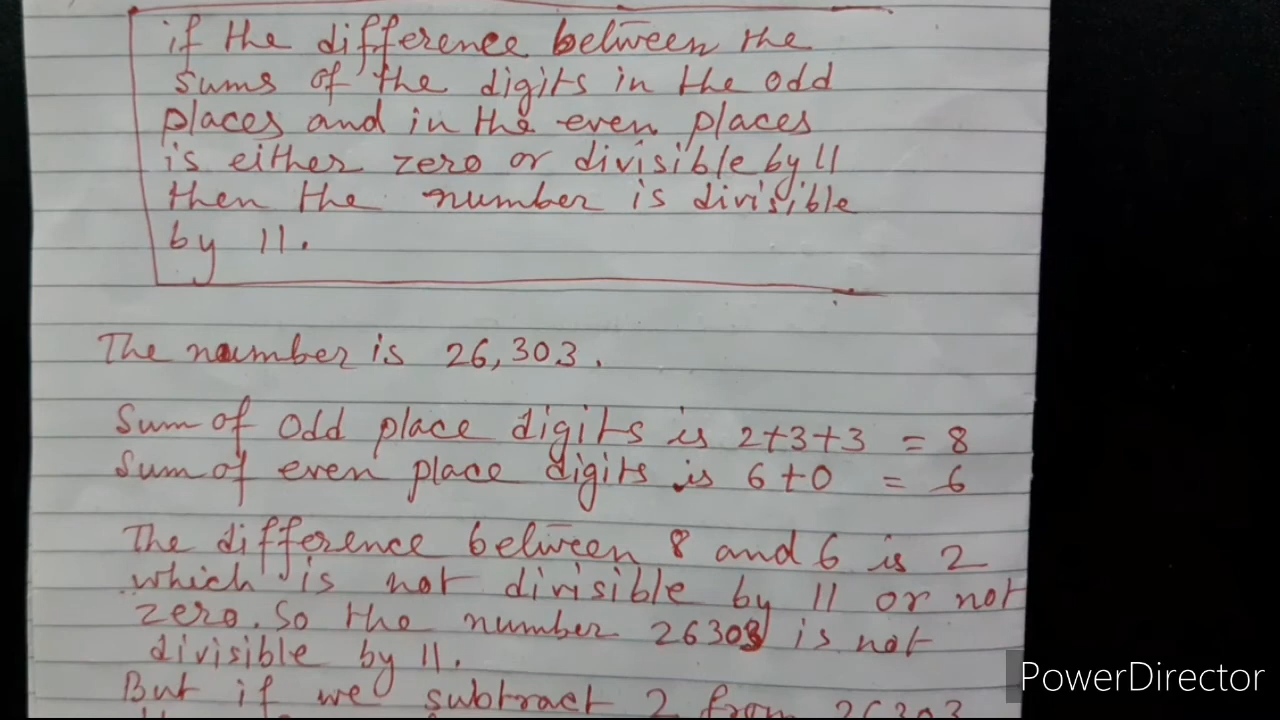 if the difference between the
sums of the digits in the odd
places and in the even places
is either zero or divisible by 11
then the number is divisible
by 11.
The number is 26,303.
Sum of odd place digits is 2+3+3 = 8
Sum of even place digits is 6+0 = 6
The difference between 8 and 6 is 2
which is not divisible by 11 or not
zero. So the number 26303 is not
divisible by 11.
But if we subtract 2 from 26303
PowerDirector